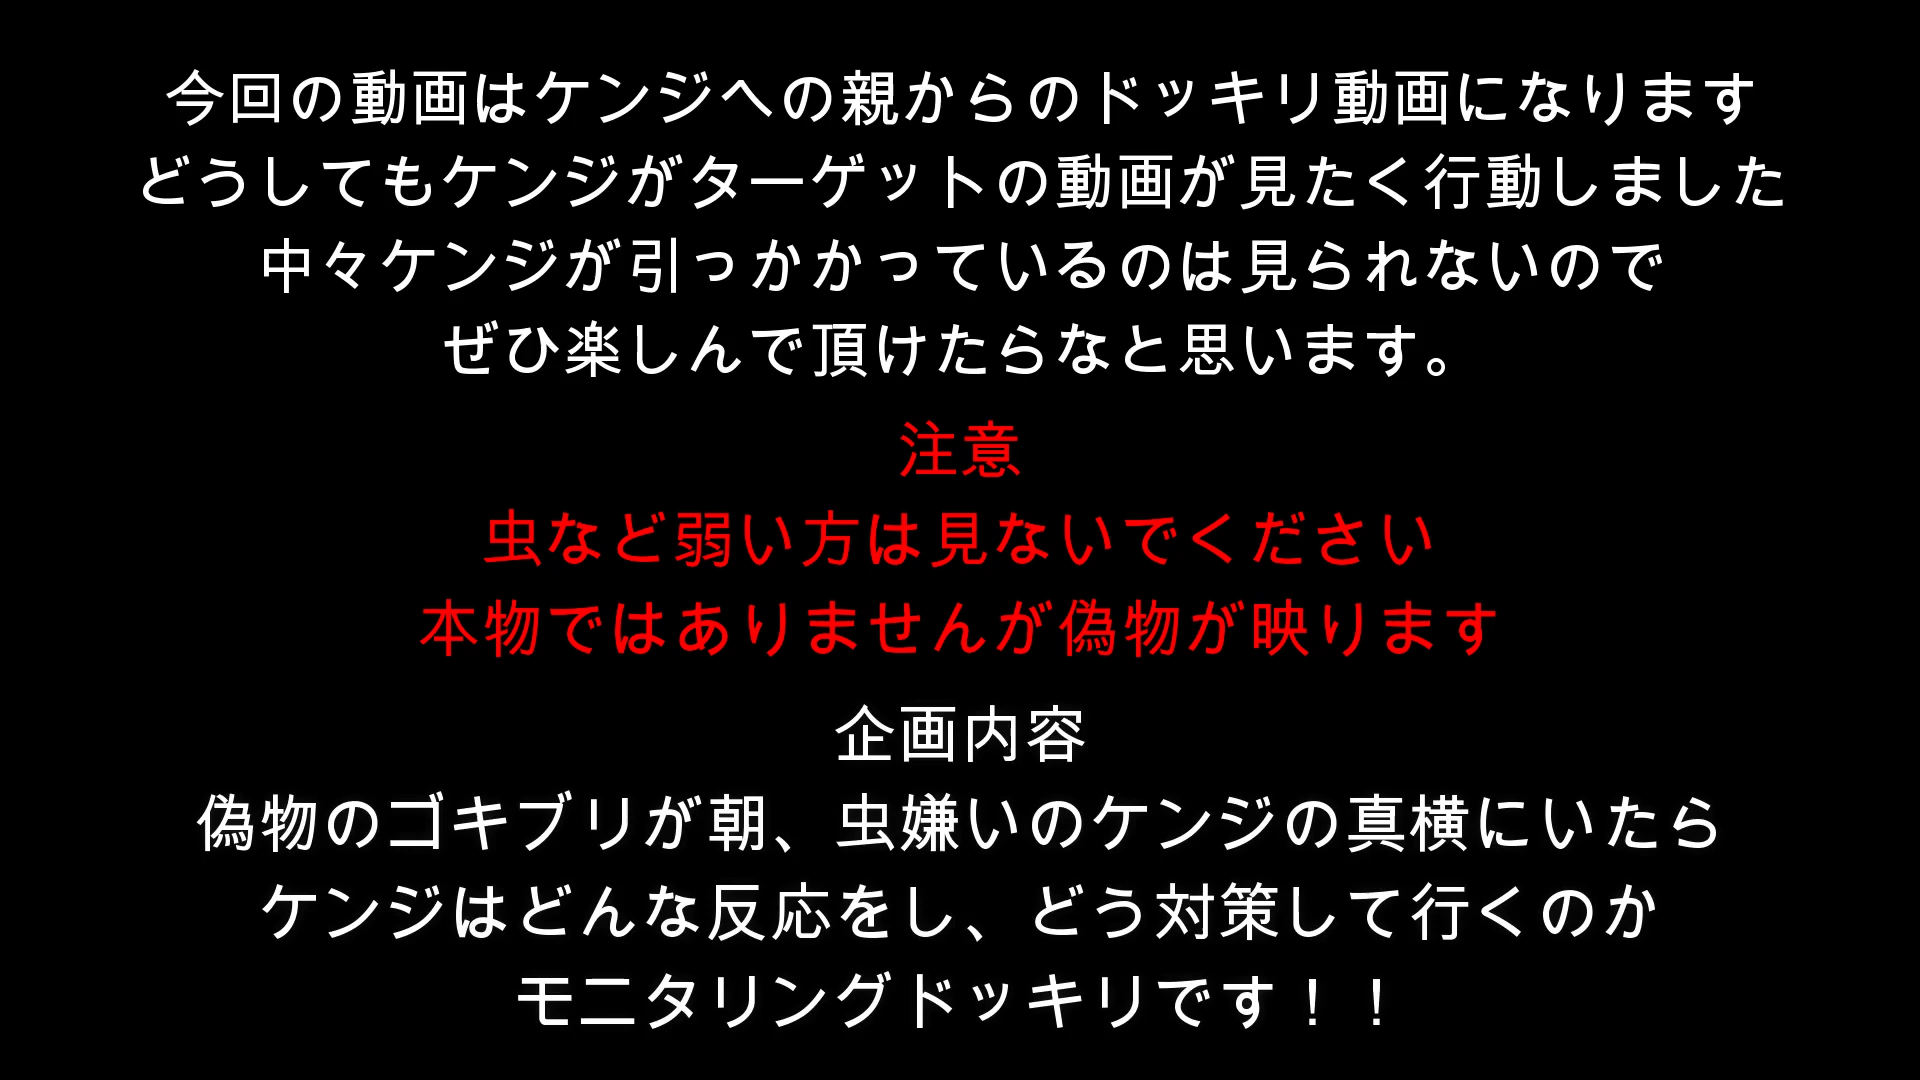 今回の動画はケンジへの親からのドッキリ動画になります
どうしてもケンジがターゲットの動画が見たく行動しました
中々ケンジが引っかかっているのは見られないので
ぜひ楽しんで頂けたらなと思います。
注意
虫など弱い方は見ないでください
本物ではありませんが偽物が映ります
企画内容
偽物のゴキブリが朝、虫嫌いのケンジの真横にいたら
ケンジはどんな反応をし、どう対策して行くのか
モニタリングドッキリです！！